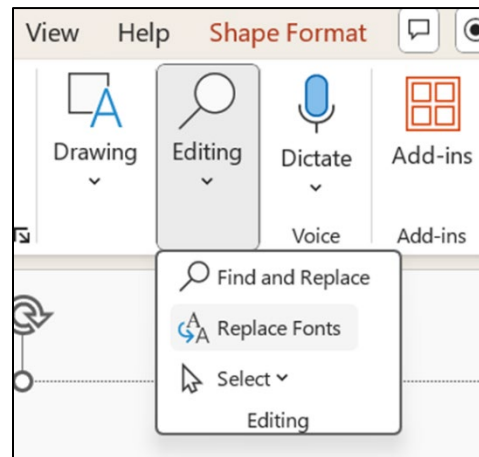 View Help Shape Format
Drawing Editing Dictate Add-ins
Voice Add-ins
Find and Replace
Replace Fonts
Select
Editing